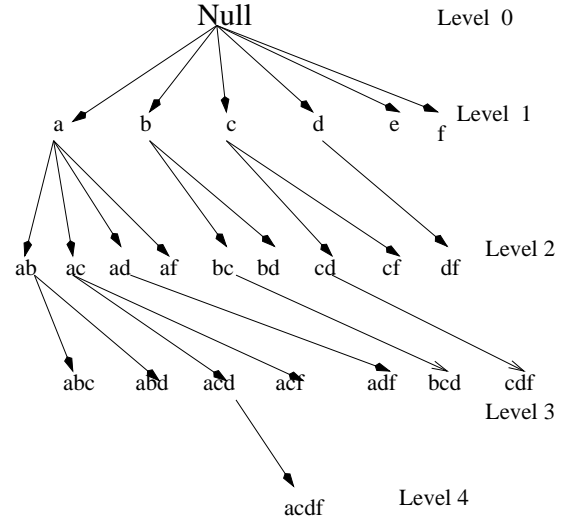 Null Level 0
a b c d e f Level 1
ab ac ad af bc bd cd cf df Level 2
abc abd acd acf adf bcd cdf
Level 3
acdf Level 4